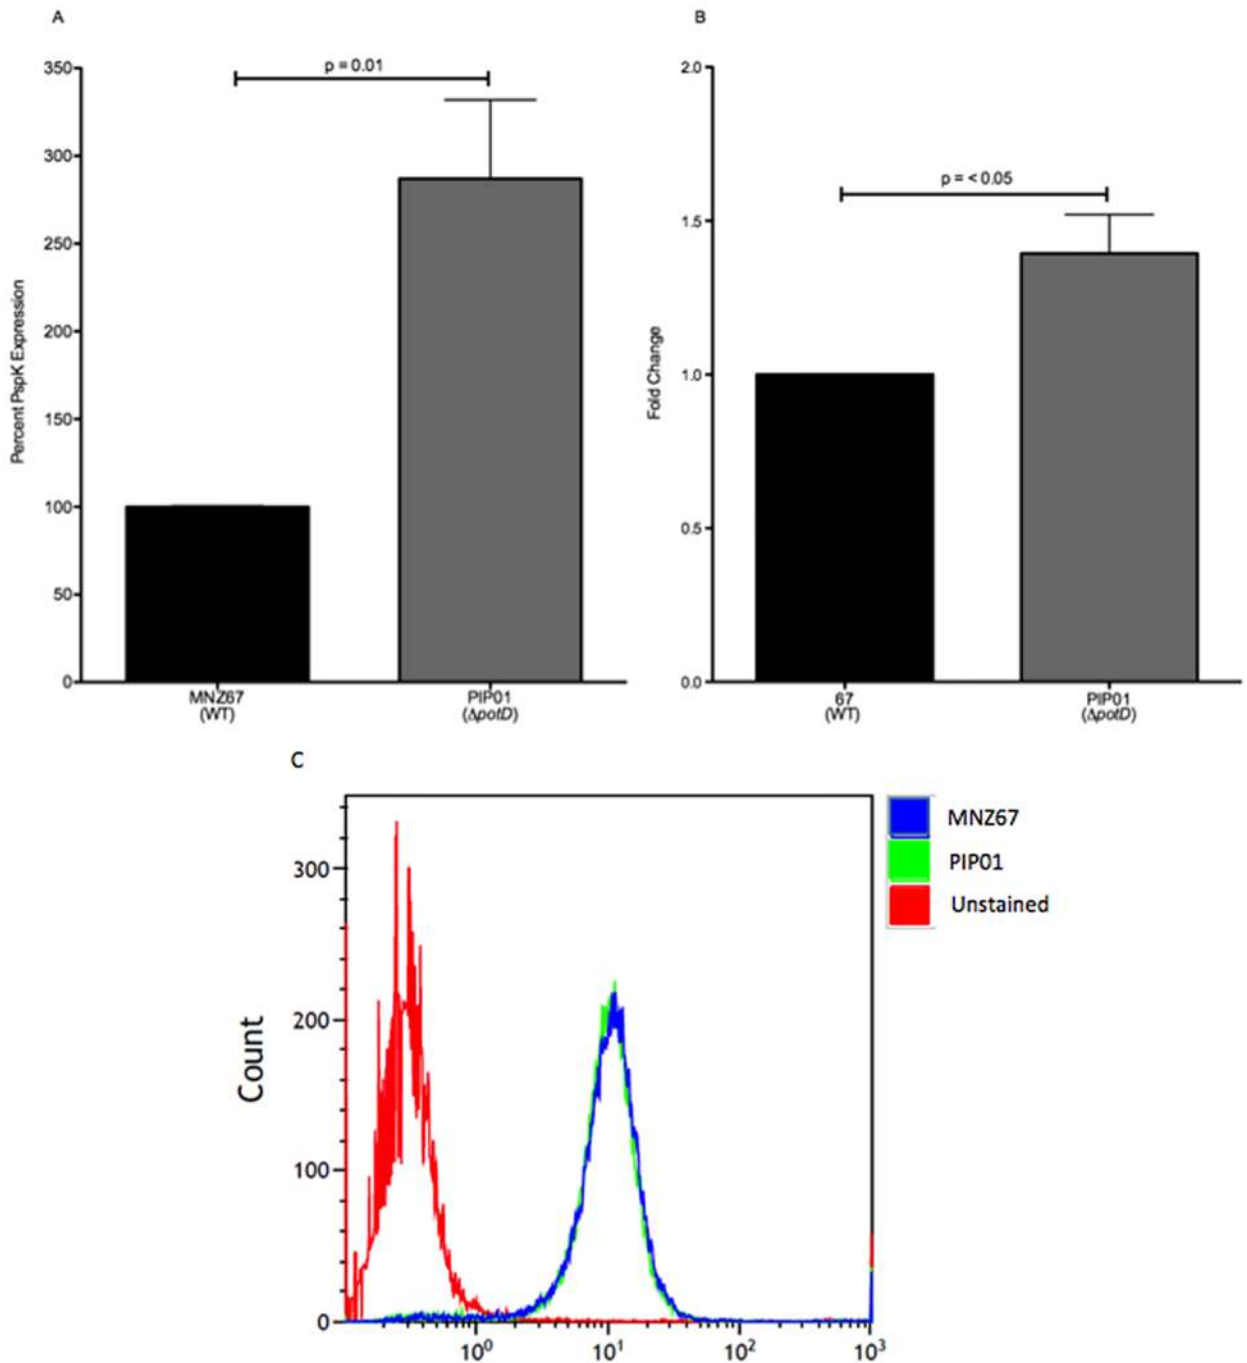 A
350
300
250
200
150
100
50
0
Percent PspK Expression
p = 0.01
MNZ67
(WT)
PIP01
(ΔpotD)
B
2.0
1.5
1.0
0.5
0.0
Fold Change
p = < 0.05
67
(WT)
PIP01
(ΔpotD)
C
300
200
100
0
Count
10⁰
10¹
10²
10³
MNZ67
PIP01
Unstained